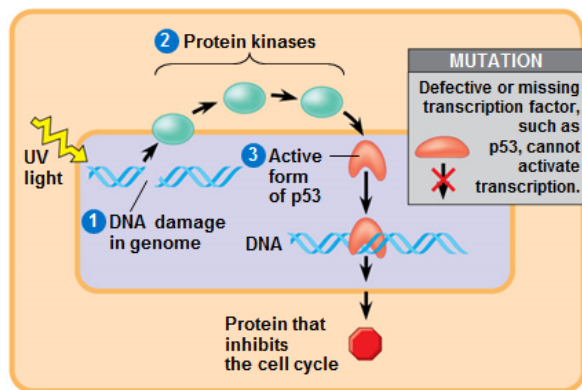 2 Protein kinases
UV
light
1 DNA damage
in genome
3 Active
form
of p53
DNA
Protein that
inhibits
the cell cycle
MUTATION
Defective or missing
transcription factor,
such as
p53, cannot
activate
transcription.